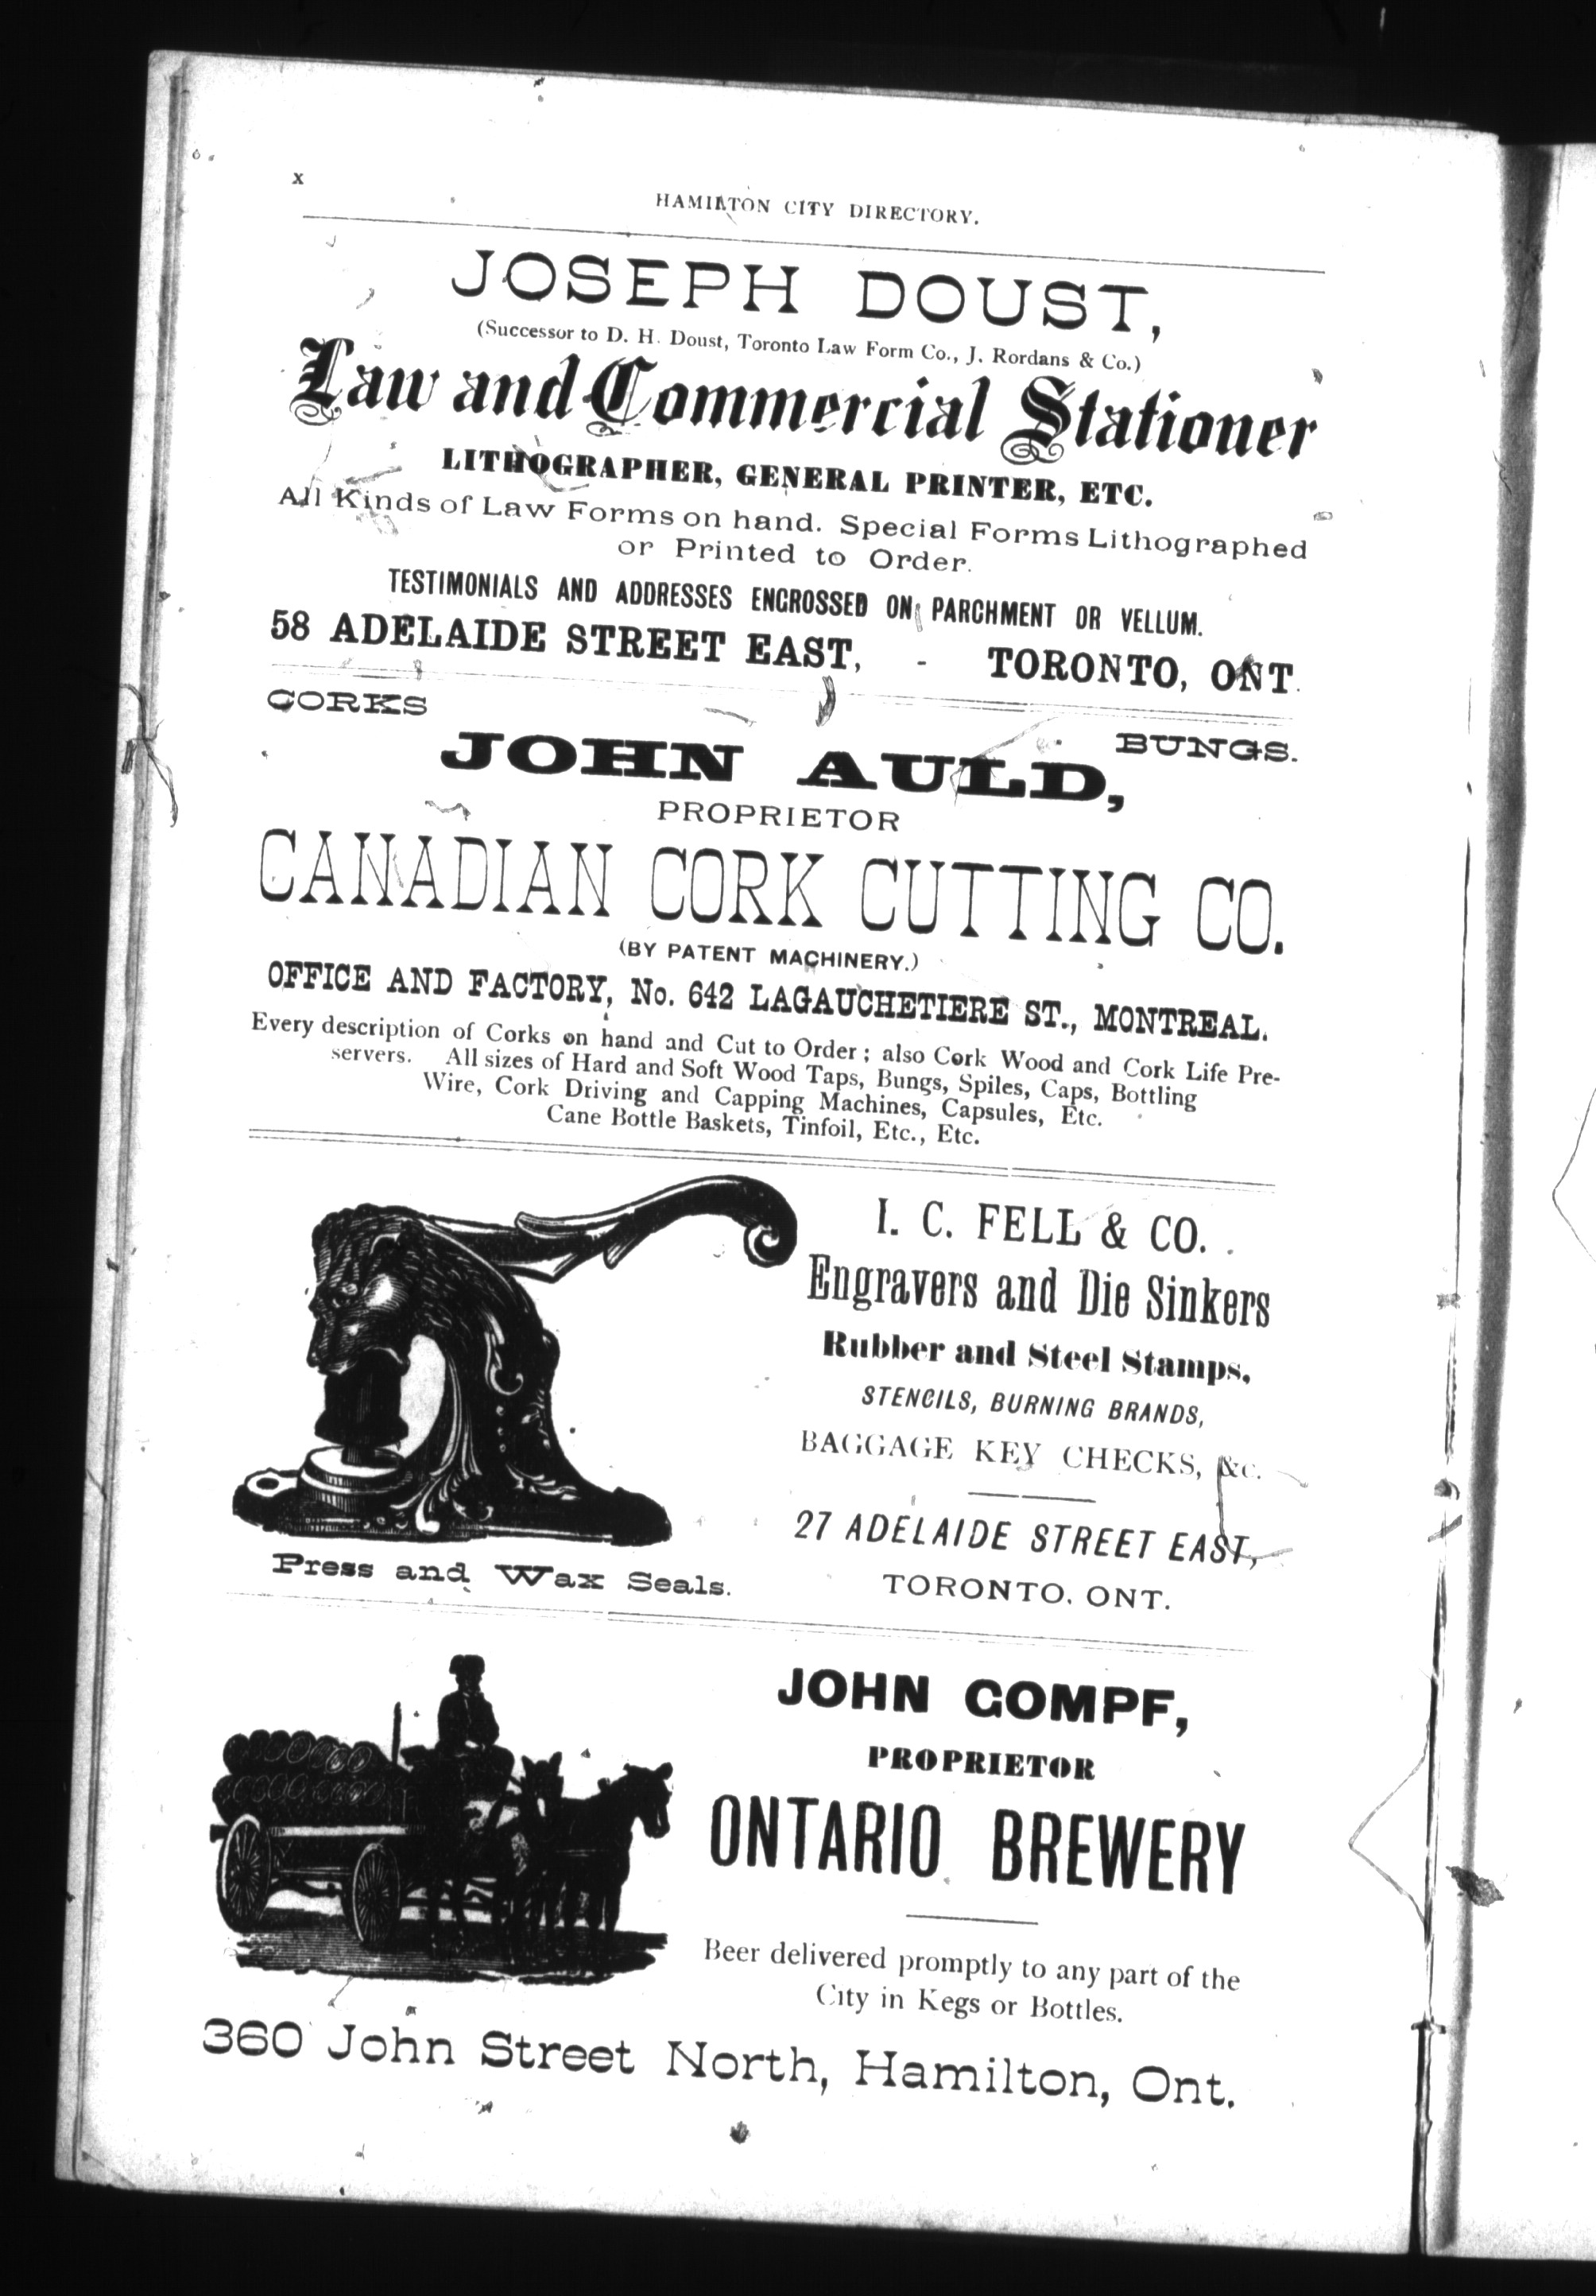 x
HAMILTON CITY DIRECTORY.
JOSEPH DOUST,
(Successor to D. H. Doust, Toronto Law Form Co., J. Rordans & Co.)
Law and Commercial Stationer
LITHOGRAPHER, GENERAL PRINTER, ETC.
All Kinds of Law Forms on hand. Special Forms Lithographed
or Printed to Order.
TESTIMONIALS AND ADDRESSES ENGROSSED ON PARCHMENT OR VELLUM.
58 ADELAIDE STREET EAST, - TORONTO, ONT.
CORKS
BUNGS.
JOHN AULD,
PROPRIETOR
CANADIAN CORK CUTTING CO.
(BY PATENT MACHINERY.)
OFFICE AND FACTORY, No. 642 LAGAUCHETIERE ST., MONTREAL.
Every description of Corks on hand and Cut to Order; also Cork Wood and Cork Life Pre-
servers. All sizes of Hard and Soft Wood Taps, Bungs, Spiles, Caps, Bottling
Wire, Cork Driving and Capping Machines, Capsules, Etc.
Cane Bottle Baskets, Tinfoil, Etc., Etc.
I. C. FELL & CO.
Engravers and Die Sinkers
Rubber and Steel Stamps,
STENCILS, BURNING BRANDS,
BAGGAGE KEY CHECKS, &c.
27 ADELAIDE STREET EAST,
TORONTO, ONT.
Press and Wax Seals.
JOHN GOMPF,
PROPRIETOR
ONTARIO BREWERY
Beer delivered promptly to any part of the
City in Kegs or Bottles.
360 John Street North, Hamilton, Ont.